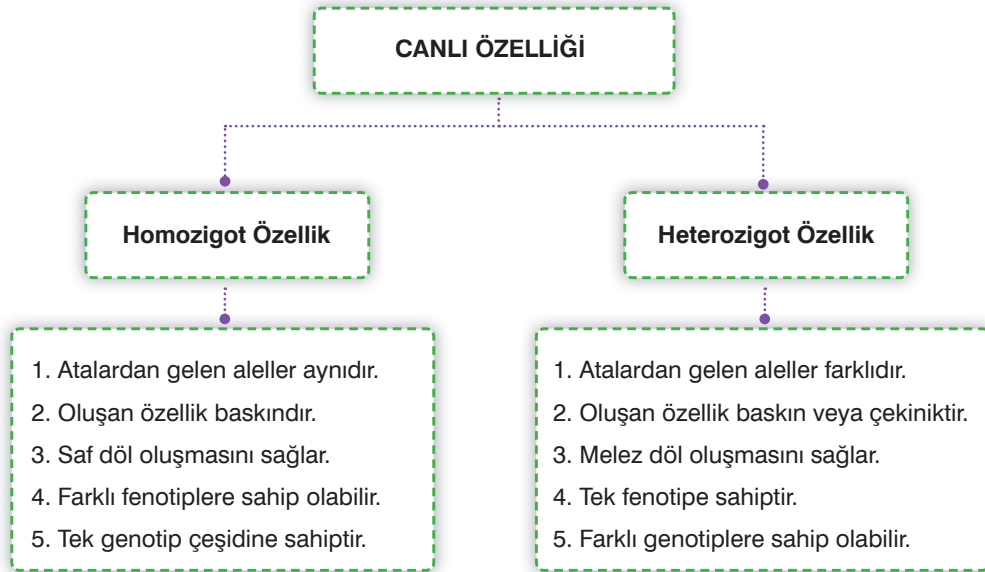 CANLI ÖZELLİĞİ
Homozigot Özellik
Heterozigot Özellik
1. Atalardan gelen aleller aynıdır.
2. Oluşan özellik baskındır.
3. Saf döl oluşmasını sağlar.
4. Farklı fenotiplere sahip olabilir.
5. Tek genotip çeşidine sahiptir.
1. Atalardan gelen aleller farklıdır.
2. Oluşan özellik baskın veya çekiniktir.
3. Melez döl oluşmasını sağlar.
4. Tek fenotipe sahiptir.
5. Farklı genotiplere sahip olabilir.